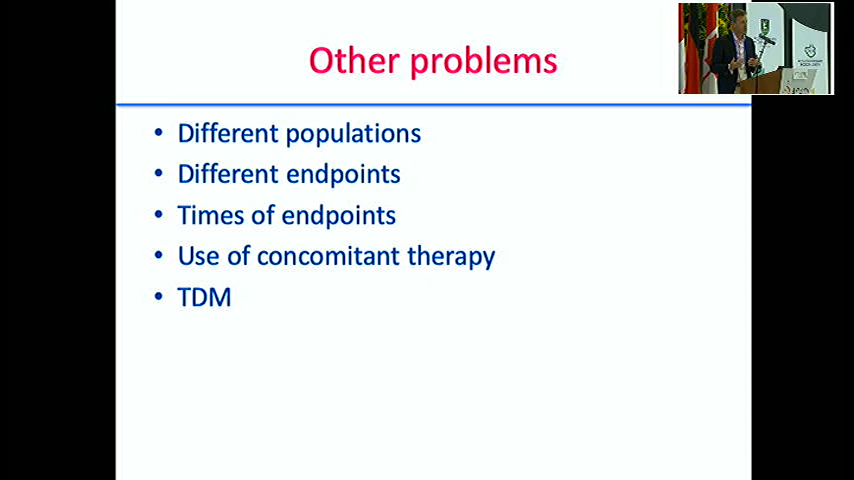 Other problems
• Different populations
• Different endpoints
• Times of endpoints
• Use of concomitant therapy
• TDM